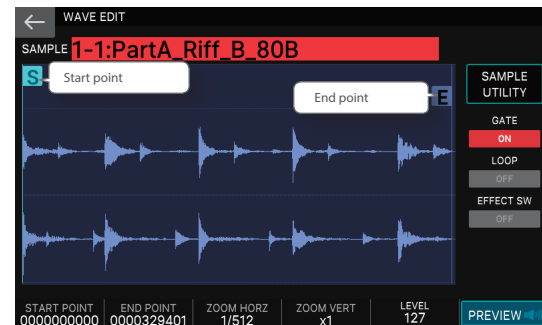 WAVE EDIT
SAMPLE 1-1:PartA_Riff_B_80B
S Start point
End point E
SAMPLE
UTILITY
GATE
ON
LOOP
OFF
EFFECT SW
OFF
START POINT END POINT ZOOM HORZ ZOOM VERT LEVEL
0000000000 0000329401 1/512 x1 127
PREVIEW